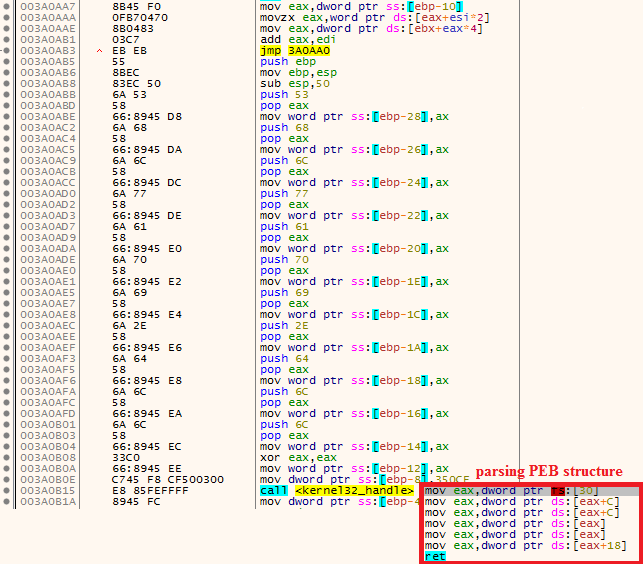 003A0AA7 8B45 F0 mov eax,dword ptr ss:[ebp-10]
003A0AAA 0FB70470 movzx eax,word ptr ds:[eax+esi*2]
003A0AAE 8B0483 mov eax,dword ptr ds:[ebx+eax*4]
003A0AB1 03C7 add eax,edi
003A0AB3 ^ EB EB jmp 3A0AA0
003A0AB5 55 push ebp
003A0AB6 8BEC mov ebp,esp
003A0AB8 83EC 50 sub esp,50
003A0ABB 6A 53 push 53
003A0ABD 58 pop eax
003A0ABE 66:8945 D8 mov word ptr ss:[ebp-28],ax
003A0AC2 6A 68 push 68
003A0AC4 58 pop eax
003A0AC5 66:8945 DA mov word ptr ss:[ebp-26],ax
003A0AC9 6A 6C push 6C
003A0ACB 58 pop eax
003A0ACC 66:8945 DC mov word ptr ss:[ebp-24],ax
003A0AD0 6A 77 push 77
003A0AD2 58 pop eax
003A0AD3 66:8945 DE mov word ptr ss:[ebp-22],ax
003A0AD7 6A 61 push 61
003A0AD9 58 pop eax
003A0ADA 66:8945 E0 mov word ptr ss:[ebp-20],ax
003A0ADE 6A 70 push 70
003A0AE0 58 pop eax
003A0AE1 66:8945 E2 mov word ptr ss:[ebp-1E],ax
003A0AE5 6A 69 push 69
003A0AE7 58 pop eax
003A0AE8 66:8945 E4 mov word ptr ss:[ebp-1C],ax
003A0AEC 6A 2E push 2E
003A0AEE 58 pop eax
003A0AEF 66:8945 E6 mov word ptr ss:[ebp-1A],ax
003A0AF3 6A 64 push 64
003A0AF5 58 pop eax
003A0AF6 66:8945 E8 mov word ptr ss:[ebp-18],ax
003A0AFA 6A 6C push 6C
003A0AFC 58 pop eax
003A0AFD 66:8945 EA mov word ptr ss:[ebp-16],ax
003A0B01 6A 6C push 6C
003A0B03 58 pop eax
003A0B04 66:8945 EC mov word ptr ss:[ebp-14],ax
003A0B08 33C0 xor eax,eax
003A0B0A 66:8945 EE mov word ptr ss:[ebp-12],ax
parsing PEB structure
003A0B0E C745 F8 CF500300 mov dword ptr ss:[ebp-8],350CF
003A0B15 E8 85FEFFFF call <kernel32_handle>
003A0B1A 8945 FC mov dword ptr ss:[ebp-4
mov eax,dword ptr fs:[30]
mov eax,dword ptr ds:[eax+C]
mov eax,dword ptr ds:[eax+C]
mov eax,dword ptr ds:[eax]
mov eax,dword ptr ds:[eax]
mov eax,dword ptr ds:[eax+18]
ret